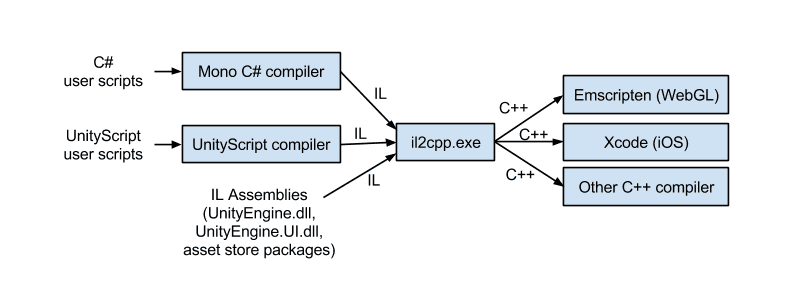 C#
user scripts
Mono C# compiler
IL
UnityScript
user scripts
UnityScript compiler
IL
IL Assemblies
(UnityEngine.dll,
UnityEngine.UI.dll,
asset store packages)
IL
il2cpp.exe
C++
Emscripten (WebGL)
C++
Xcode (iOS)
C++
Other C++ compiler